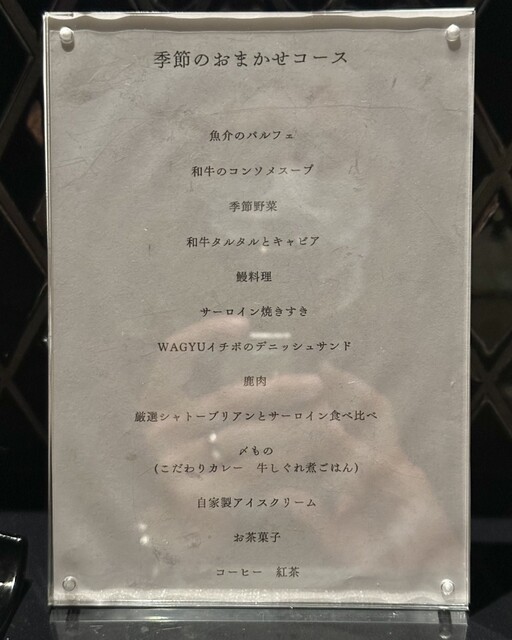 季節のおまかせコース
魚介のパルフェ
和牛のコンソメスープ
季節野菜
和牛タルタルとキャビア
鰻料理
サーロイン焼きすき
WAGYUイチボのデニッシュサンド
鹿肉
厳選シャトーブリアンとサーロイン食べ比べ
〆もの
(こだわりカレー　牛しぐれ煮ごはん)
自家製アイスクリーム
お茶菓子
コーヒー　紅茶